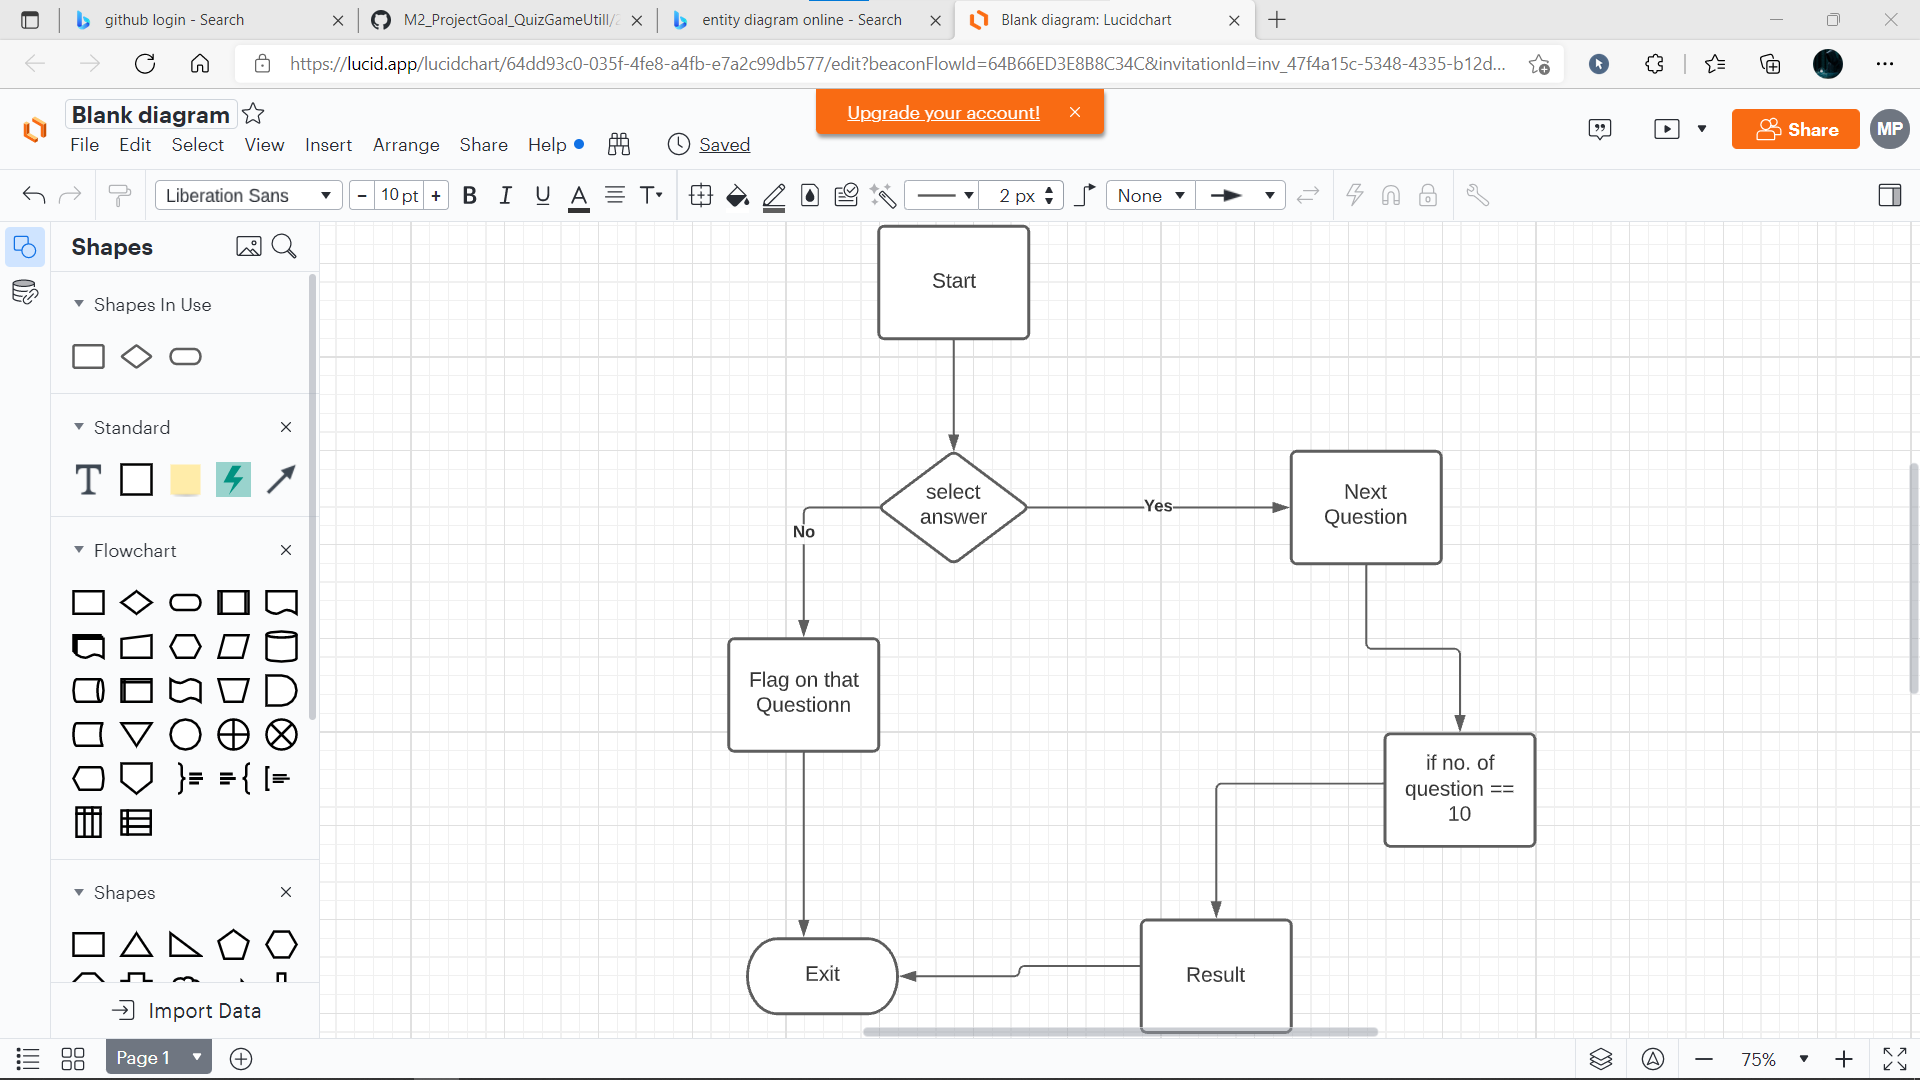 github login - Search
M2_ProjectGoal_QuizGameUtill/
entity diagram online - Search
Blank diagram: Lucidchart
https://lucid.app/lucidchart/64dd93c0-035f-4fe8-a4fb-e7a2c99db577/edit?beaconFlowId=64B66ED3E8B8C34C&invitationId=inv_47f4a15c-5348-4335-b12d...
Blank diagram
Upgrade your account!
File Edit Select View Insert Arrange Share Help
Saved
Share
MP
Liberation Sans
- 10 pt +
B I U A T
2 px
None
Shapes
Shapes In Use
Standard
T
Flowchart
Shapes
Import Data
Start
select
answer
Yes
No
Next
Question
Flag on that
Questionn
if no. of
question ==
10
Exit
Result
Page 1
75%